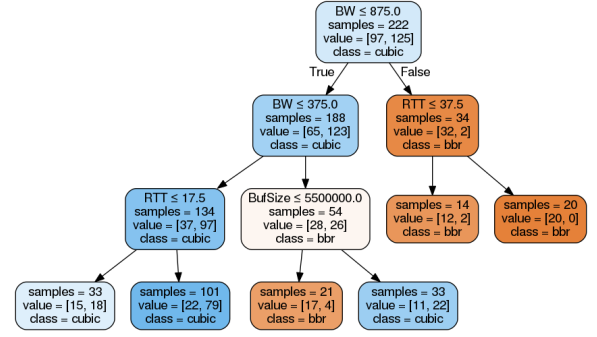 BW ≤ 875.0
samples = 222
value = [97, 125]
class = cubic
True
False
BW ≤ 375.0
samples = 188
value = [65, 123]
class = cubic
RTT ≤ 37.5
samples = 34
value = [32, 2]
class = bbr
RTT ≤ 17.5
samples = 134
value = [37, 97]
class = cubic
BufSize ≤ 5500000.0
samples = 54
value = [28, 26]
class = bbr
samples = 14
value = [12, 2]
class = bbr
samples = 20
value = [20, 0]
class = bbr
samples = 33
value = [15, 18]
class = cubic
samples = 101
value = [22, 79]
class = cubic
samples = 21
value = [17, 4]
class = bbr
samples = 33
value = [11, 22]
class = cubic